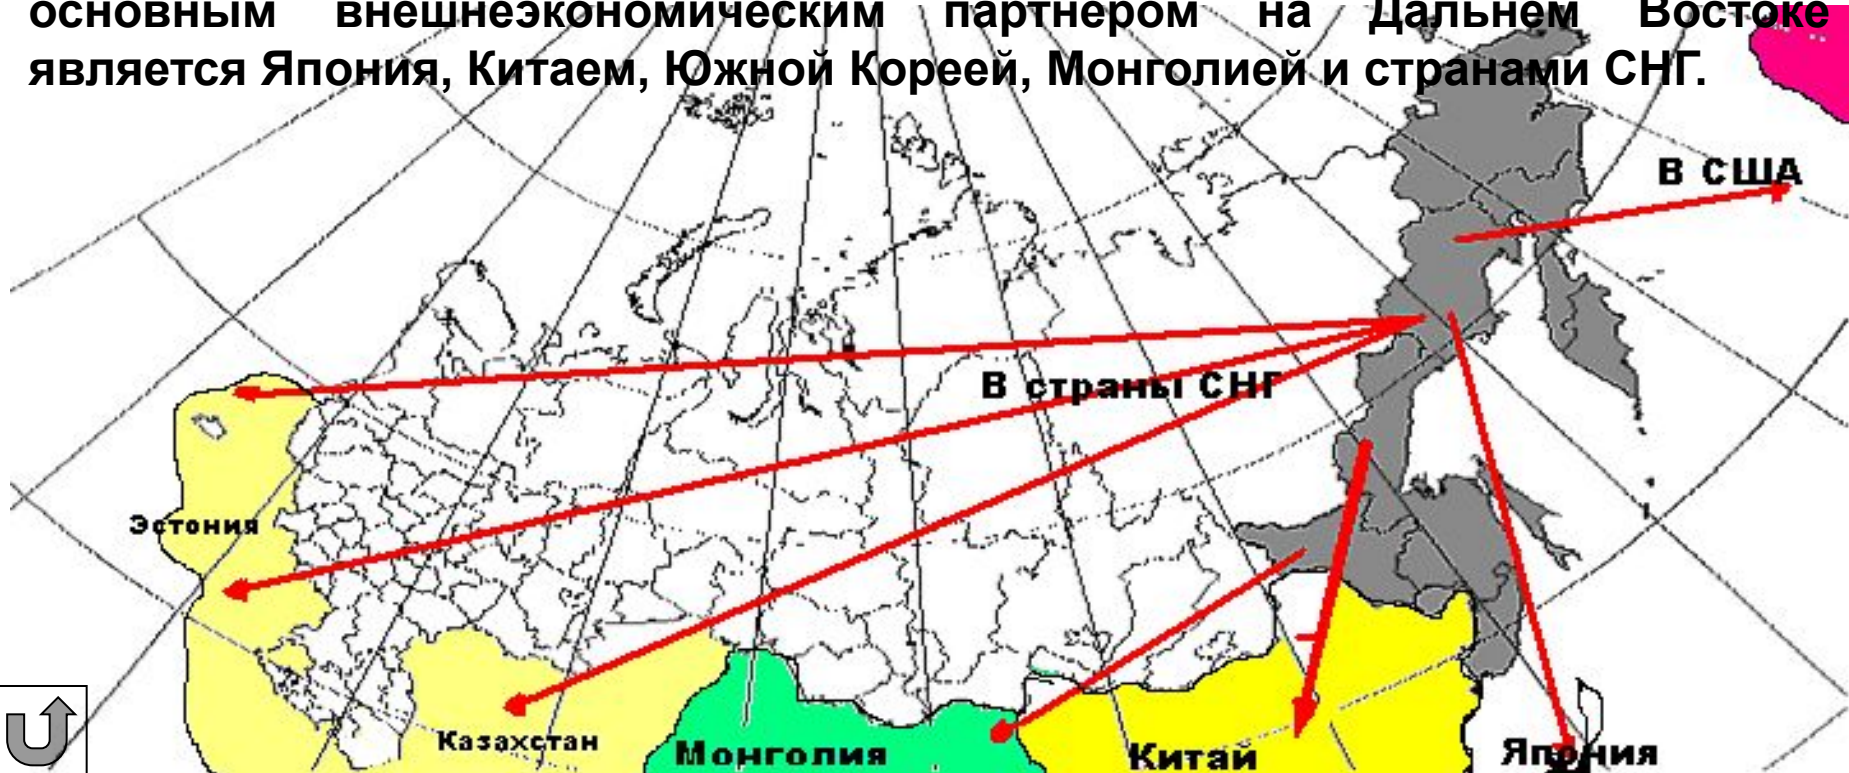 основным внешнеэкономическим партнером на Дальнем Востоке
является Япония, Китаем, Южной Кореей, Монголией и странами СНГ.
В США
В страны СНГ
Эстония
Казахстан
Монголия
Китай
Япония